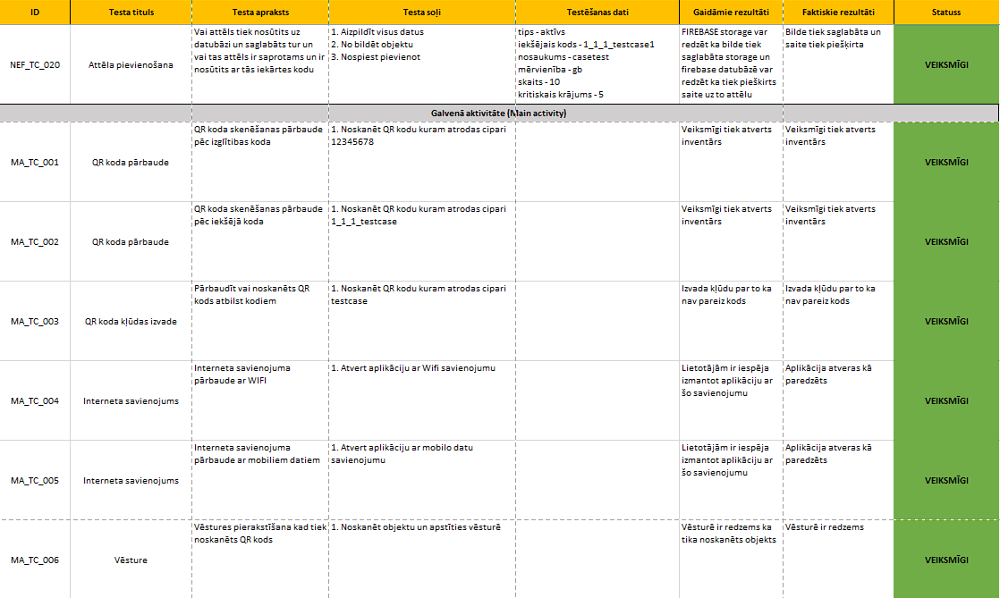 ID Testa tituls Testa apraksts Testa soļi Testēšanas dati Gaidāmie rezultāti Faktiskie rezultāti Statuss
NEF_TC_020
Attēla pievienošana
Vai attēls tiek nosūtīts uz
datubāzi un saglabāts tur un
vai tas attēls ir saprotams un ir
nosūtits ar tās iekārtes kodu
1. Aizpildīt visus datus
2. No bildēt objektu
3. Nospiest pievienot
tips - aktīvs
iekšējais kods - 1_1_1_testcase1
nosaukums - casetest
mērvienība - gb
skaits - 10
kritiskais krājums - 5
FIREBASE storage var
redzēt ka bilde tiek
saglabāta storage un
firebase datubāzē var
redzēt ka tiek piešķirts
saite uz to attēlu
Bilde tiek saglabāta un
saite tiek piešķirta
VEIKSMĪGI
Galvenā aktivitāte (Main activity)
MA_TC_001
QR koda pārbaude
QR koda skenēšanas pārbaude
pēc izglītibas koda
1. Noskanēt QR kodu kuram atrodas cipari
12345678
Veiksmīgi tiek atverts
inventārs
Veiksmīgi tiek atverts
inventārs
VEIKSMĪGI
MA_TC_002
QR koda pārbaude
QR koda skenēšanas pārbaude
pēc iekšējā koda
1. Noskanēt QR kodu kuram atrodas cipari
1_1_1_testcase
Veiksmīgi tiek atverts
inventārs
Veiksmīgi tiek atverts
inventārs
VEIKSMĪGI
MA_TC_003
QR koda kļūdas izvade
Pārbaudīt vai noskanēts QR
kods atbilst kodiem
1. Noskanēt QR kodu kuram atrodas cipari
testcase
Izvada kļūdu par to ka
nav pareiz kods
Izvada kļūdu par to ka
nav pareiz kods
VEIKSMĪGI
MA_TC_004
Interneta savienojums
Interneta savienojuma
pārbaude ar WIFI
1. Atvert aplikāciju ar Wifi savienojumu
Lietotājām ir iespēja
izmantot aplikāciju ar
šo savienojumu
Aplikācija atveras kā
paredzēts
VEIKSMĪGI
MA_TC_005
Interneta savienojums
Interneta savienojuma
pārbaude ar mobiliem datiem
1. Atvert aplikāciju ar mobilo datu
savienojumu
Lietotājām ir iespēja
izmantot aplikāciju ar
šo savienojumu
Aplikācija atveras kā
paredzēts
VEIKSMĪGI
MA_TC_006
Vēsture
Vēstures pierakstīšana kad tiek
noskanēts QR kods
1. Noskanēt objektu un apstīties vēsturē
Vēsturē ir redzems ka
tika noskanēts objekts
Vēsturē ir redzems
VEIKSMĪGI